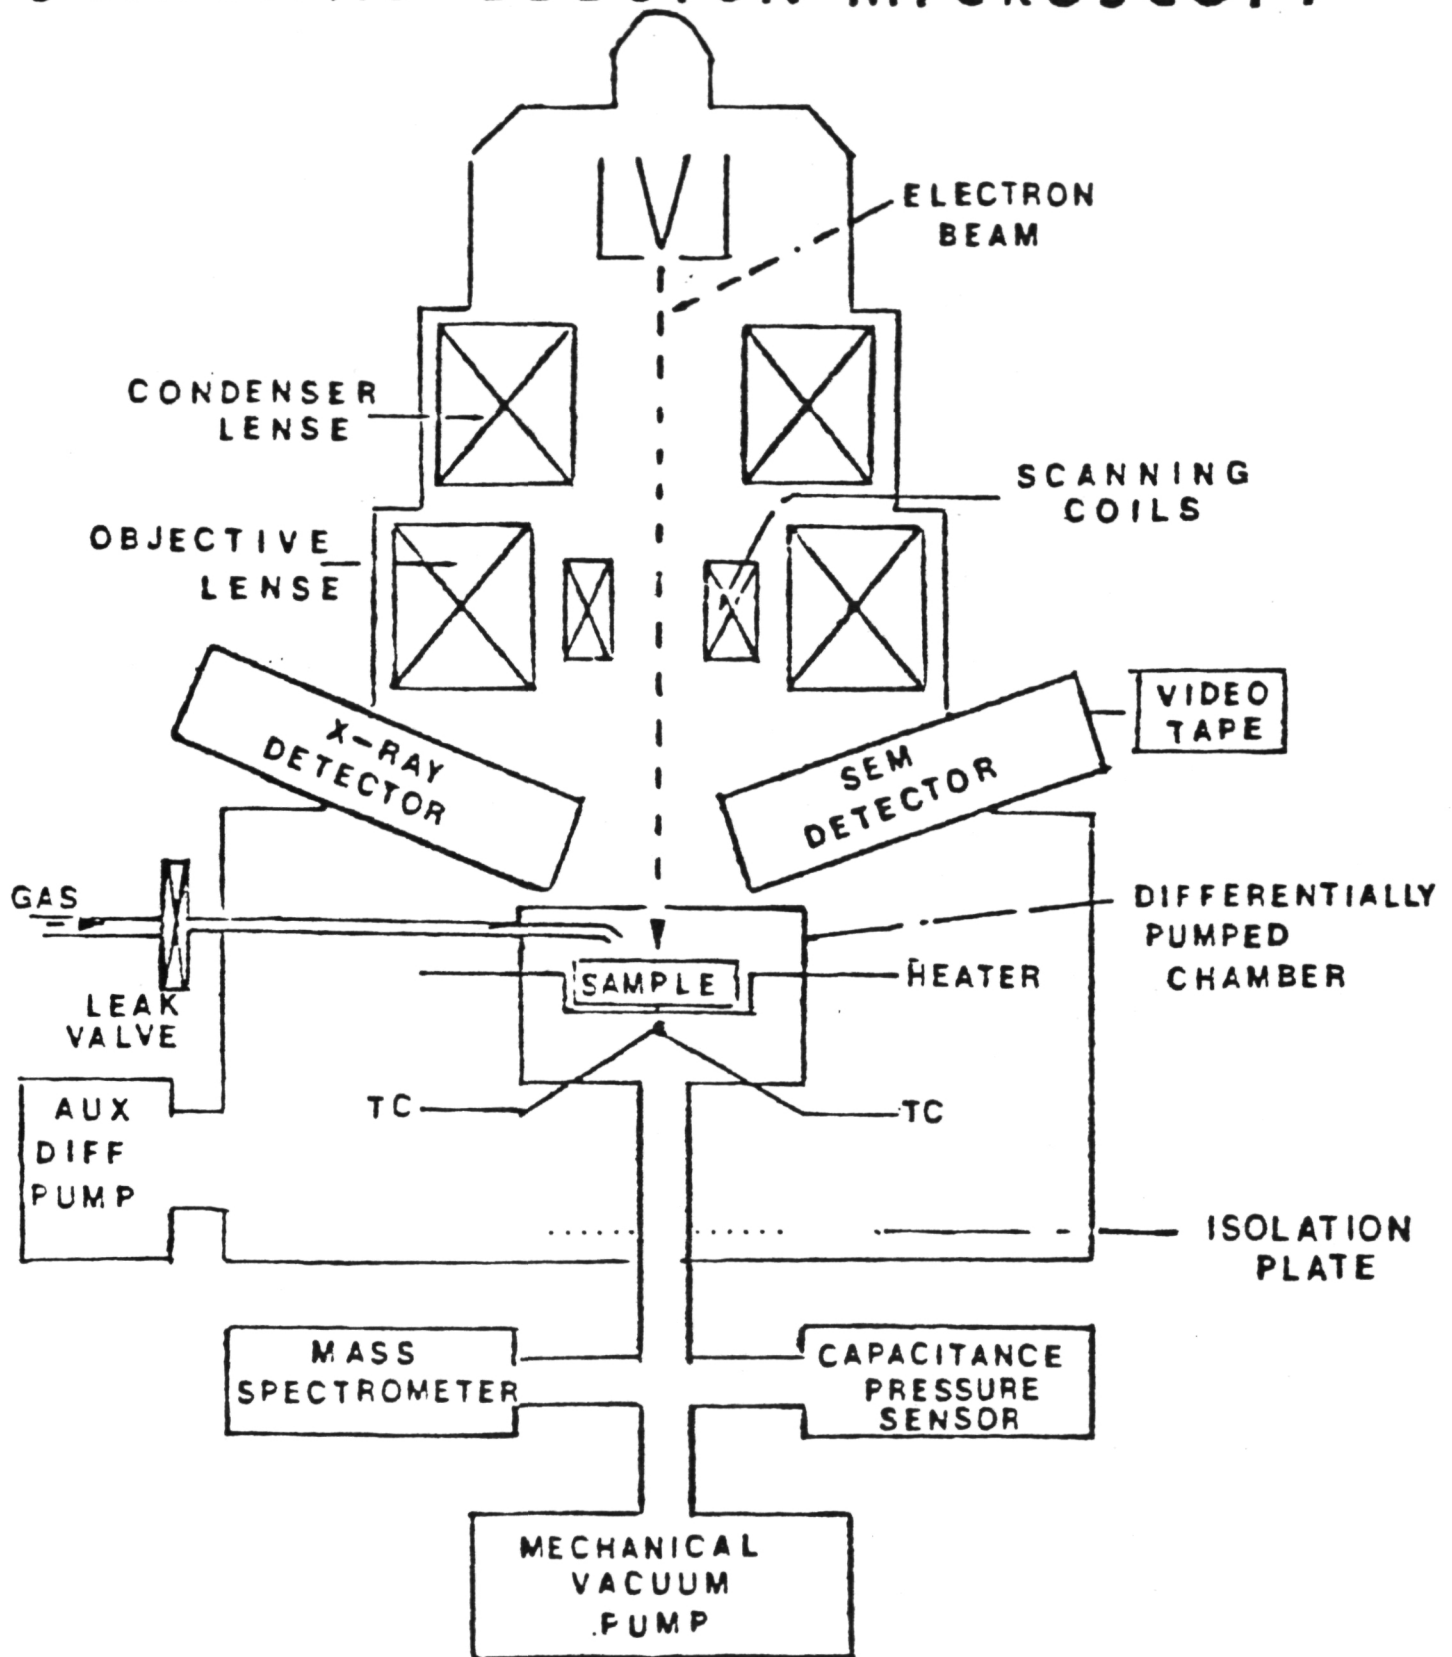 MICROSCOPY
ELECTRON
BEAM
CONDENSER
LENSE
SCANNING
COILS
OBJECTIVE
LENSE
VIDEO
TAPE
X-RAY
DETECTOR
SEM
DETECTOR
GAS
DIFFERENTIALLY
PUMPED
CHAMBER
SAMPLE
HEATER
LEAK
VALVE
TC
TC
AUX
DIFF
PUMP
ISOLATION
PLATE
MASS
SPECTROMETER
CAPACITANCE
PRESSURE
SENSOR
MECHANICAL
VACUUM
PUMP